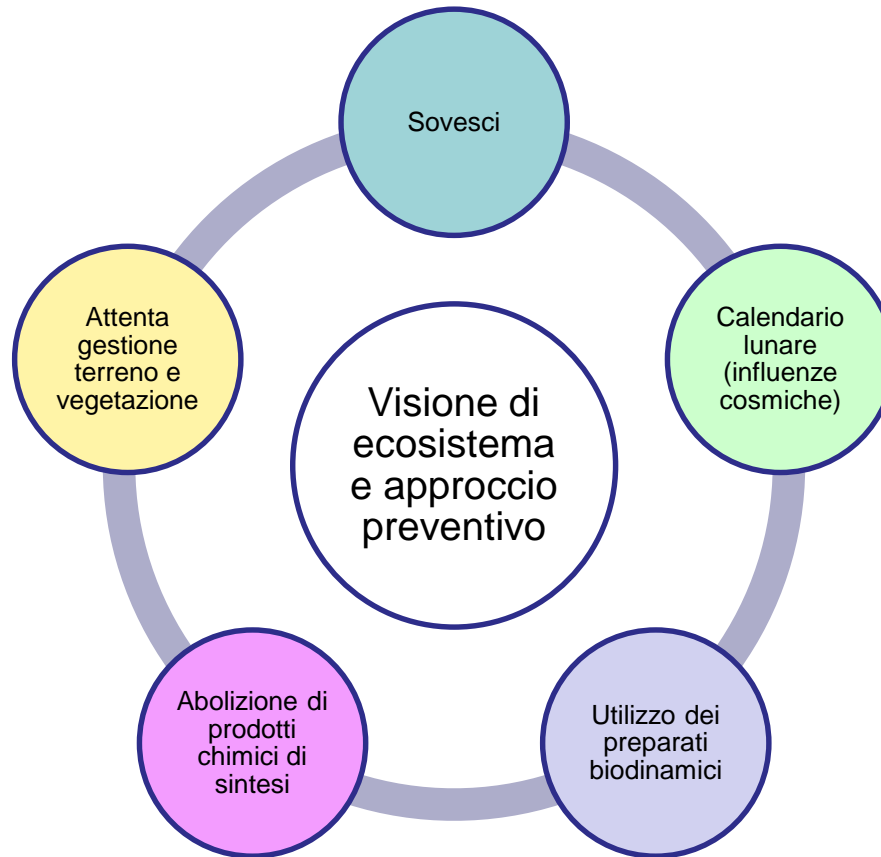 Sovesci
Attenta
gestione
terreno e
vegetazione
Calendario
lunare
(influenze
cosmiche)
Visione di
ecosistema
e approccio
preventivo
Abolizione di
prodotti
chimici di
sintesi
Utilizzo dei
preparati
biodinamici